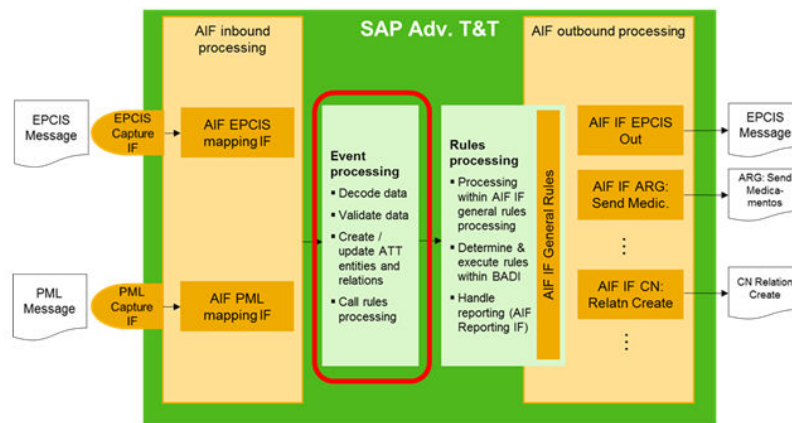 SAP Adv. T&T
AIF inbound
processing
AIF outbound processing
EPCIS
Message
EPCIS
Capture
IF
AIF EPCIS
mapping IF
PML
Message
PML
Capture
IF
AIF PML
mapping IF
Event
processing
▪ Decode data
▪ Validate data
▪ Create /
update ATT
entities and
relations
▪ Call rules
processing
Rules
processing
▪ Processing
within AIF IF
general rules
processing
▪ Determine &
execute rules
within BADI
▪ Handle
reporting (AIF
Reporting IF)
AIF IF General Rules
AIF IF EPCIS
Out
AIF IF ARG:
Send Medic.
⋮
AIF IF CN:
Relatn Create
⋮
EPCIS
Message
ARG: Send
Medica-
mentos
CN Relation
Create